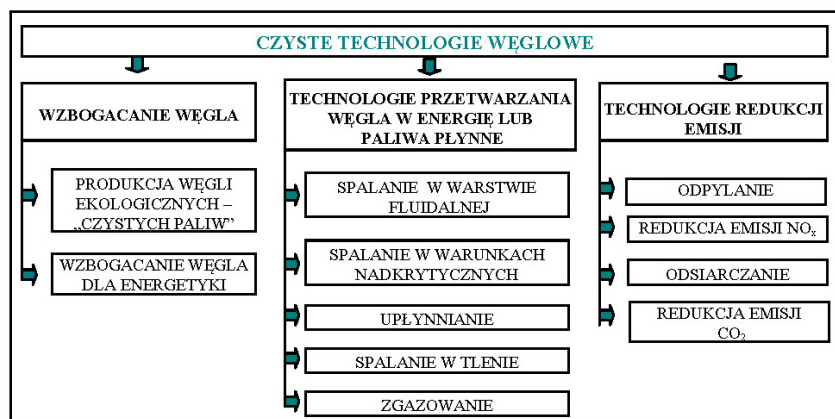 CZYSTE TECHNOLOGIE WĘGLOWE
WZBOGACANIE WĘGLA
PRODUKCJA WĘGLI
EKOLOGICZNYCH –
„CZYSTYCH PALIW”
WZBOGACANIE WĘGLA
DLA ENERGETYKI
TECHNOLOGIE PRZETWARZANIA
WĘGLA W ENERGIĘ LUB
PALIWA PŁYNNE
SPALANIE W WARSTWIE
FLUIDALNEJ
SPALANIE W WARUNKACH
NADKRYTYCZNYCH
UPŁYNNIANIE
SPALANIE W TLENIE
ZGAZOWANIE
TECHNOLOGIE REDUKCJI
EMISJI
ODPYLANIE
REDUKCJA EMISJI NOₓ
ODSIARCZANIE
REDUKCJA EMISJI
CO₂